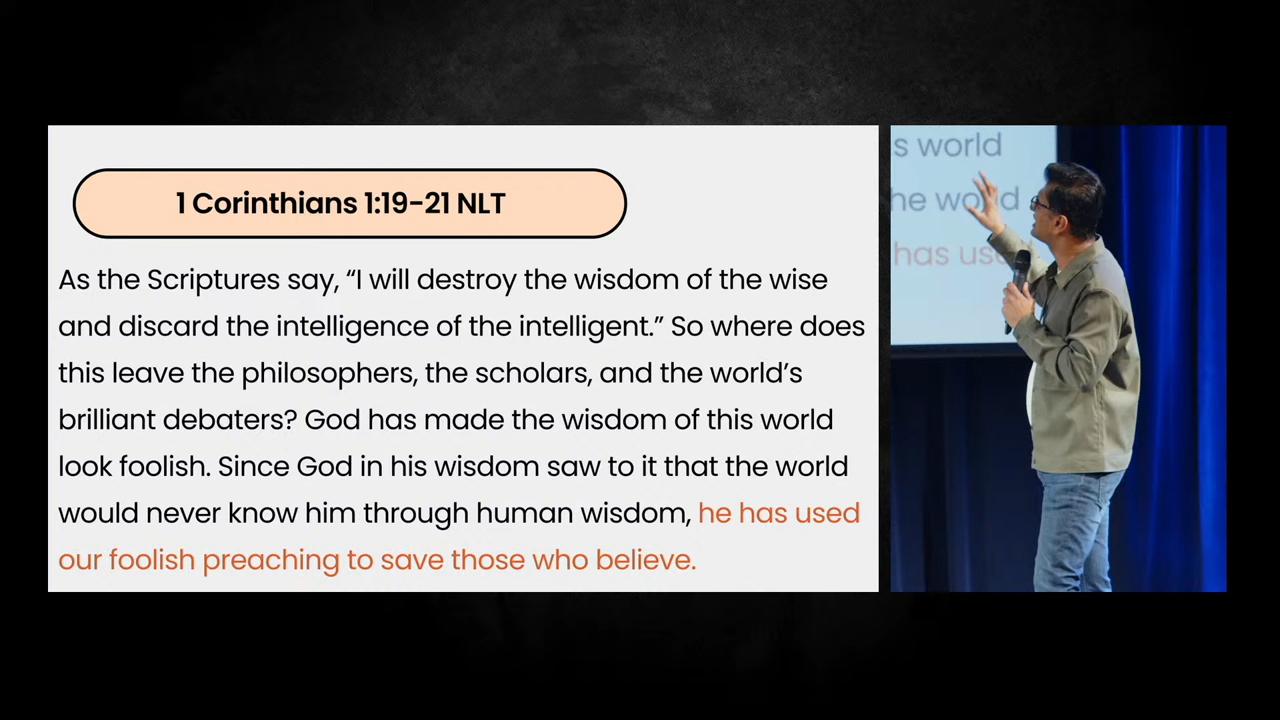 1 Corinthians 1:19-21 NLT
As the Scriptures say, “I will destroy the wisdom of the wise
and discard the intelligence of the intelligent.” So where does
this leave the philosophers, the scholars, and the world’s
brilliant debaters? God has made the wisdom of this world
look foolish. Since God in his wisdom saw to it that the world
would never know him through human wisdom, he has used
our foolish preaching to save those who believe.
s world
he world
has use